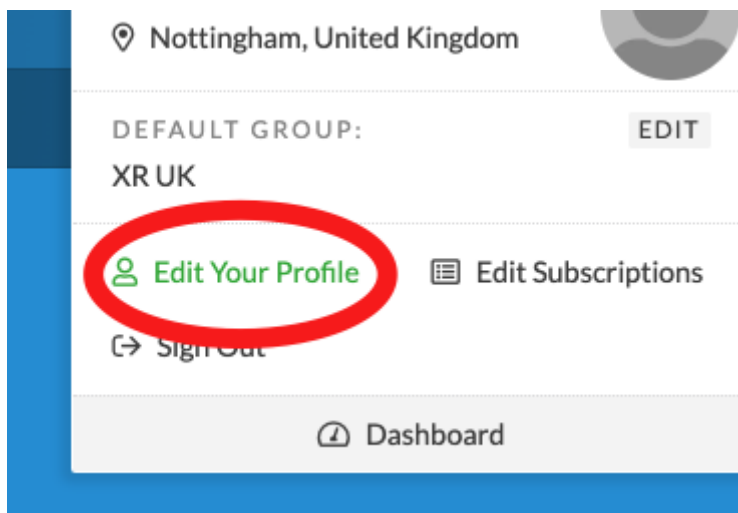 Nottingham, United Kingdom
DEFAULT GROUP: EDIT
XR UK
Edit Your Profile Edit Subscriptions
Sign Out
Dashboard